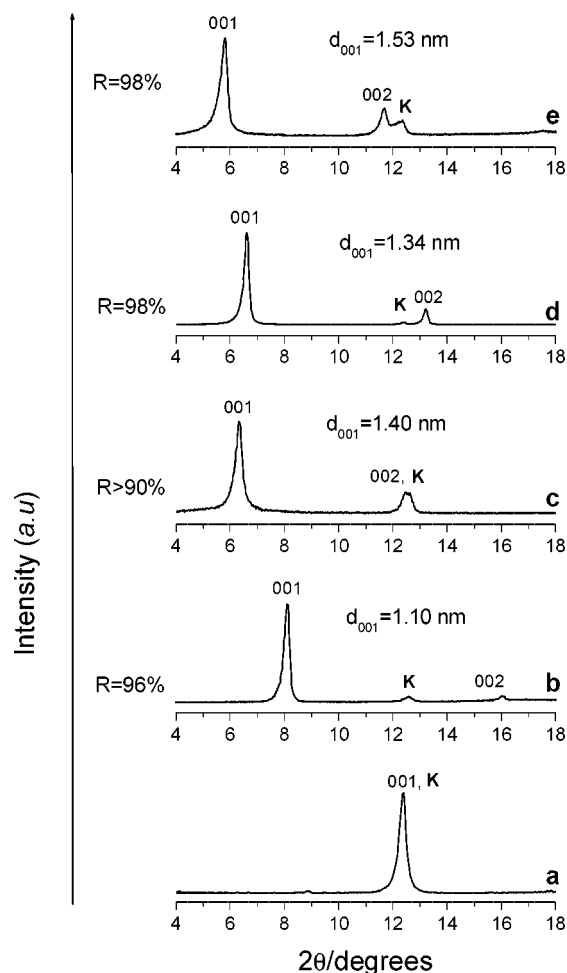 001
d001=1.53 nm
R=98%
002 K
e
4 6 8 10 12 14 16 18
001
d001=1.34 nm
R=98%
K 002
d
4 6 8 10 12 14 16 18
001
d001=1.40 nm
R>90%
002, K
c
4 6 8 10 12 14 16 18
001
d001=1.10 nm
R=96%
K 002
b
4 6 8 10 12 14 16 18
001, K
a
4 6 8 10 12 14 16 18
2θ/degrees
Intensity (a.u)